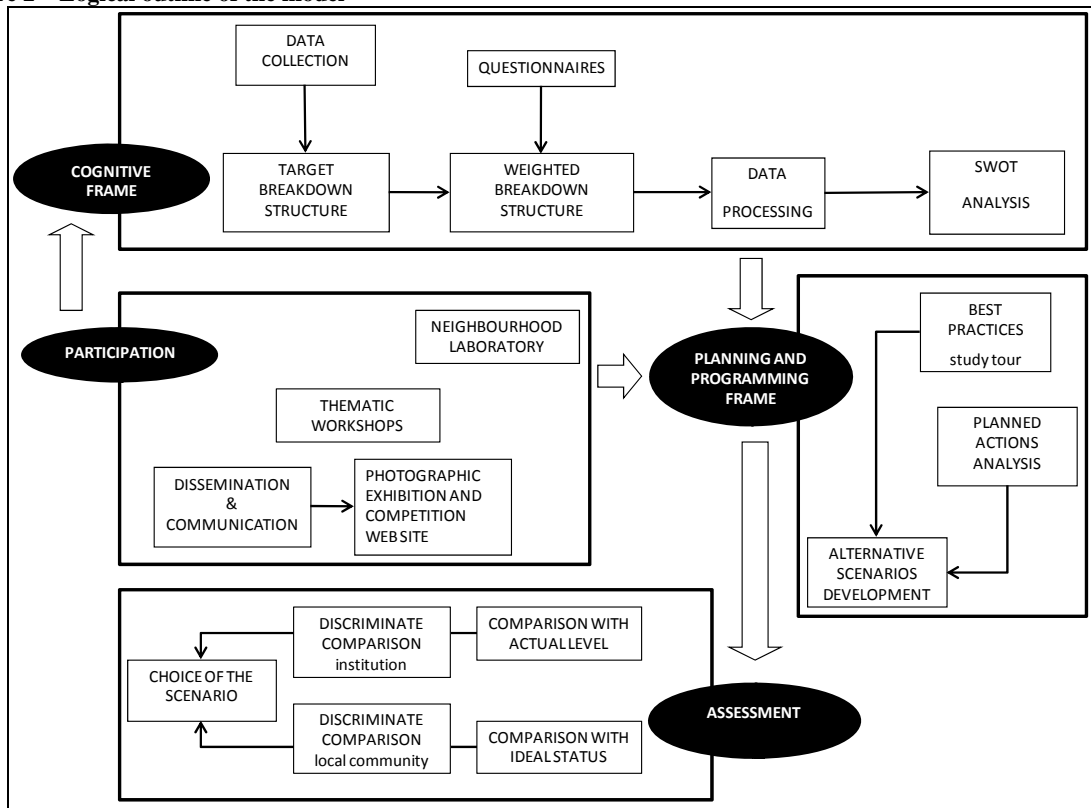 Logical outline of the model
DATA
COLLECTION
QUESTIONNAIRES
COGNITIVE
FRAME
TARGET
BREAKDOWN
STRUCTURE
WEIGHTED
BREAKDOWN
STRUCTURE
DATA
PROCESSING
SWOT
ANALYSIS
PARTICIPATION
NEIGHBOURHOOD
LABORATORY
THEMATIC
WORKSHOPS
DISSEMINATION
&
COMMUNICATION
PHOTOGRAPHIC
EXHIBITION AND
COMPETITION
WEB SITE
PLANNING AND
PROGRAMMING
FRAME
BEST
PRACTICES
study tour
PLANNED
ACTIONS
ANALYSIS
ALTERNATIVE
SCENARIOS
DEVELOPMENT
DISCRIMINATE
COMPARISON
institution
COMPARISON WITH
ACTUAL LEVEL
CHOICE OF THE
SCENARIO
DISCRIMINATE
COMPARISON
local community
COMPARISON WITH
IDEAL STATUS
ASSESSMENT